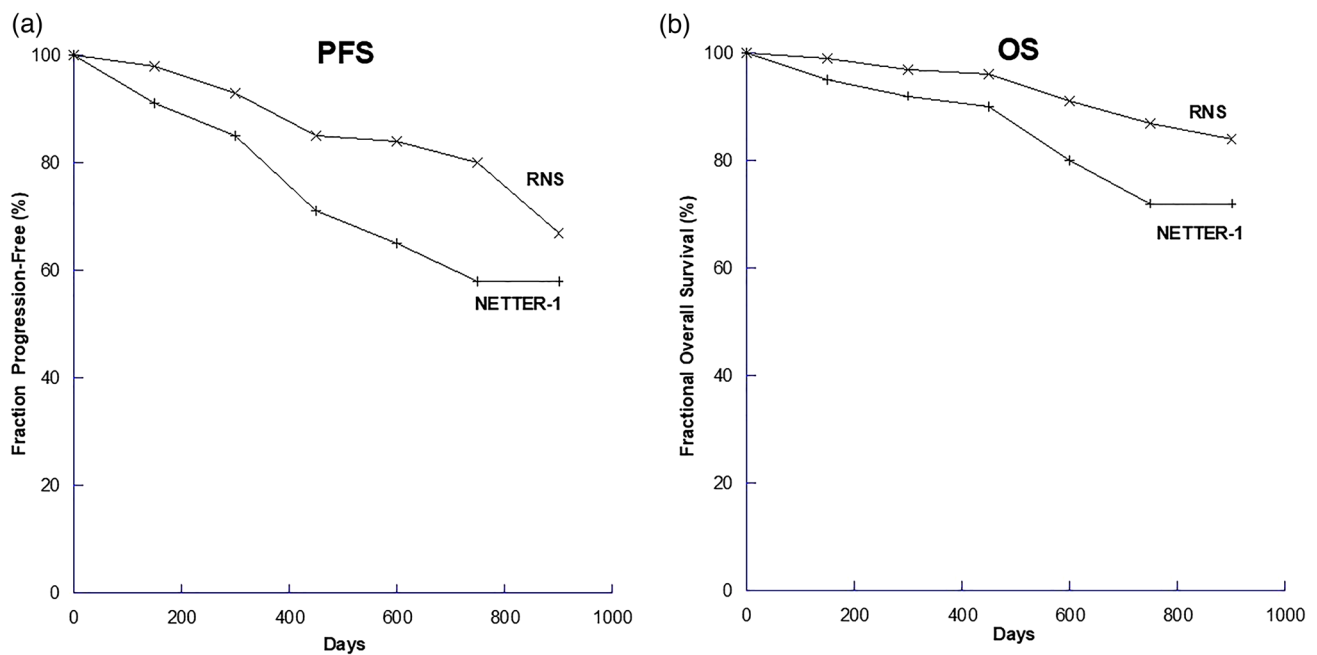 (a)
PFS
Fraction Progression-Free (%)
100
80
60
40
20
0
RNS
NETTER-1
0 200 400 600 800 1000
Days
(b)
OS
Fractional Overall Survival (%)
100
80
60
40
20
0
RNS
NETTER-1
0 200 400 600 800 1000
Days